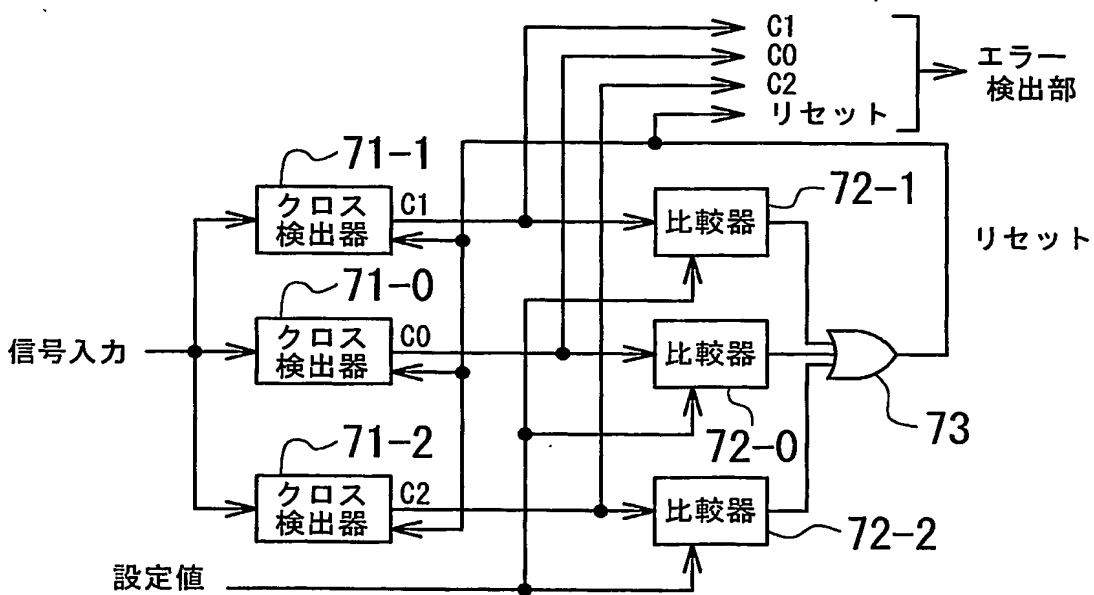 C1
C0
C2
リセット
エラー
検出部
71-1
クロス
検出器
C1
比較器
72-1
リセット
71-0
信号入力
クロス
検出器
C0
比較器
72-0
73
71-2
クロス
検出器
C2
比較器
72-2
設定値